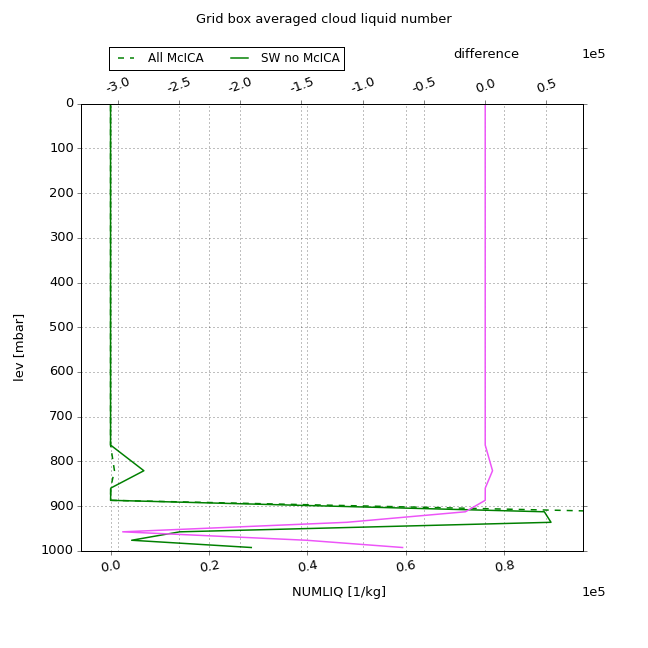 Grid box averaged cloud liquid number
All McICA SW no McICA
difference 1e5
-3.0 -2.5 -2.0 -1.5 -1.0 -0.5 0.0 0.5
0
100
200
300
400
500
600
700
800
900
1000
lev [mbar]
0.0 0.2 0.4 0.6 0.8
NUMLIQ [1/kg] 1e5